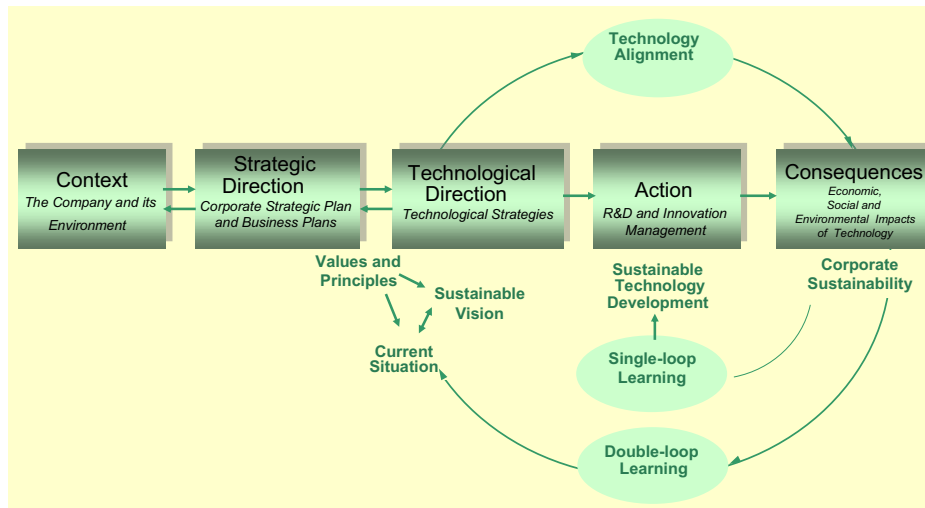 Technology
Alignment
Context
The Company and its
Environment
Strategic
Direction
Corporate Strategic Plan
and Business Plans
Technological
Direction
Technological Strategies
Action
R&D and Innovation
Management
Consequences
Economic,
Social and
Environmental Impacts
of Technology
Values and
Principles
Sustainable
Vision
Current
Situation
Sustainable
Technology
Development
Corporate
Sustainability
Single-loop
Learning
Double-loop
Learning